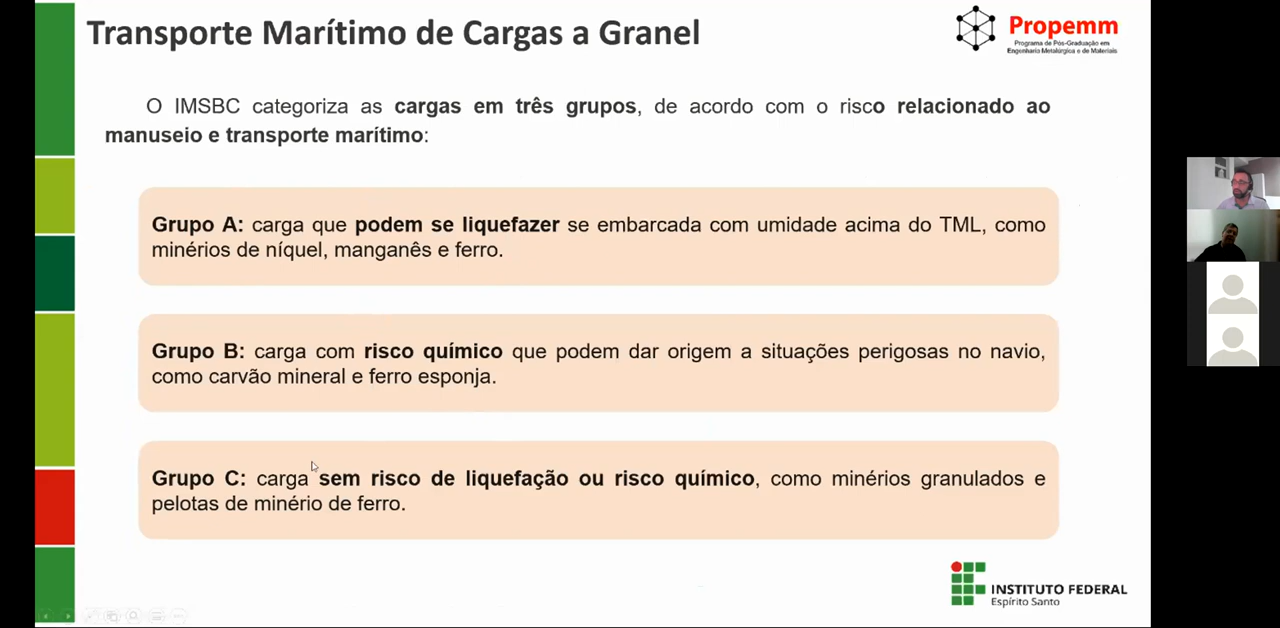 Transporte Marítimo de Cargas a Granel
Propemm
Programa de Pós-Graduação em
Engenharia Metalúrgica e de Materiais
O IMSBC categoriza as cargas em três grupos, de acordo com o risco relacionado ao
manuseio e transporte marítimo:
Grupo A: carga que podem se liquefazer se embarcada com umidade acima do TML, como
minérios de níquel, manganês e ferro.
Grupo B: carga com risco químico que podem dar origem a situações perigosas no navio,
como carvão mineral e ferro esponja.
Grupo C: carga sem risco de liquefação ou risco químico, como minérios granulados e
pelotas de minério de ferro.
INSTITUTO FEDERAL
Espírito Santo